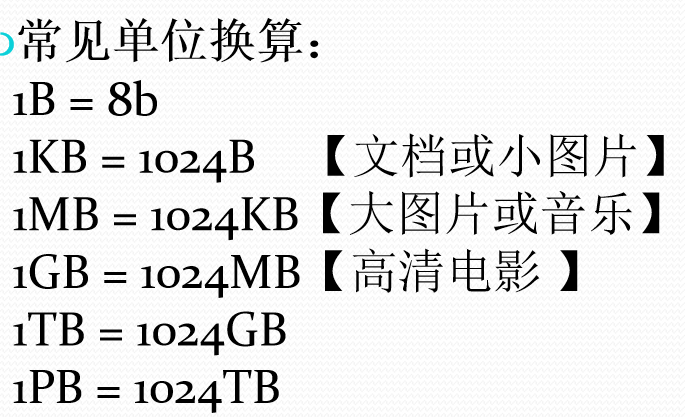 常见单位换算：
1B = 8b
1KB = 1024B 【文档或小图片】
1MB = 1024KB【大图片或音乐】
1GB = 1024MB【高清电影 】
1TB = 1024GB
1PB = 1024TB